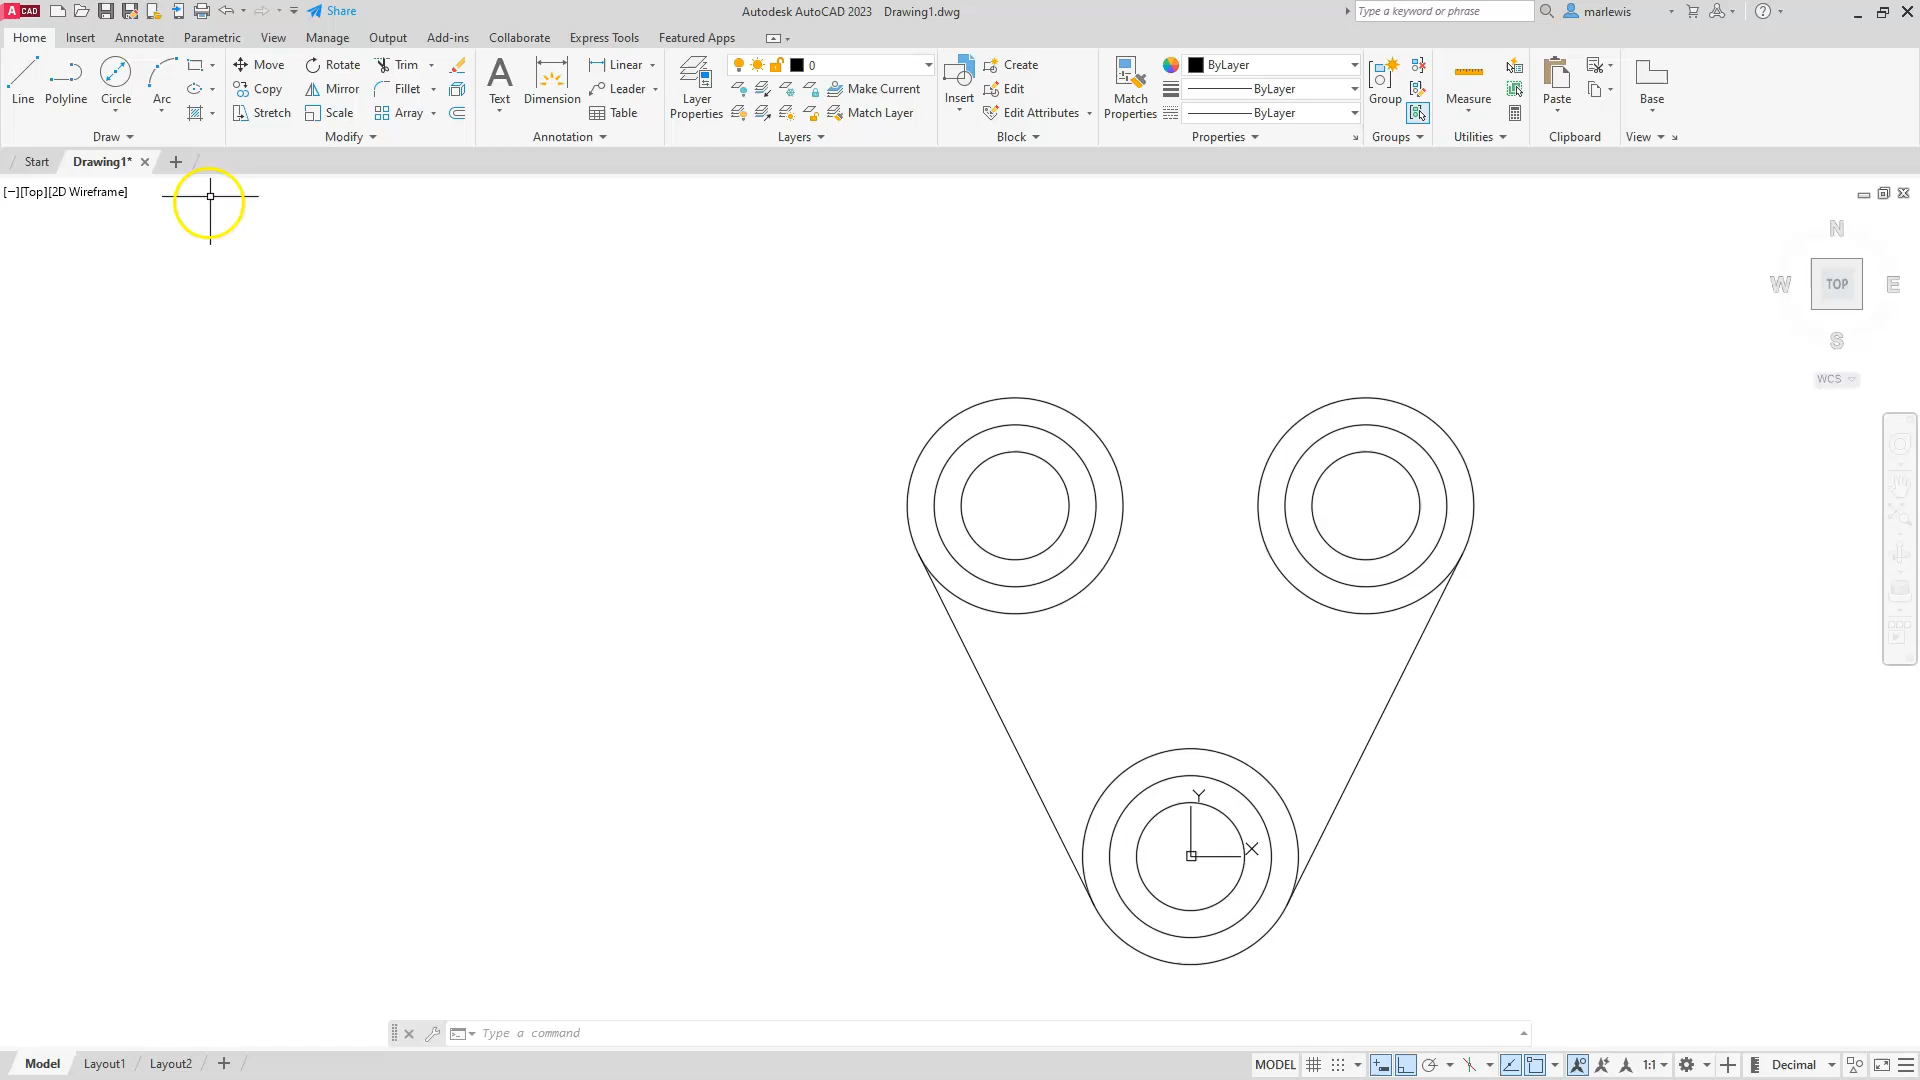 A CAD Share Autodesk AutoCAD 2023 Drawing1.dwg Type a keyword or phrase marlewis
Home Insert Annotate Parametric View Manage Output Add-ins Collaborate Express Tools Featured Apps
Move Rotate Trim Linear 0 Create ByLayer
Line Polyline Circle Arc Copy Mirror Fillet Text Dimension Leader Layer Properties Make Current Insert Edit Match Properties ByLayer Group Measure Paste Base
Stretch Scale Array Table Match Layer Edit Attributes ByLayer
Draw Modify Annotation Layers Block Properties Groups Utilities Clipboard View
Start Drawing1*
[−][Top][2D Wireframe]
N
W TOP E
S
WCS
Y
X
Type a command
Model Layout1 Layout2 MODEL 1:1 Decimal